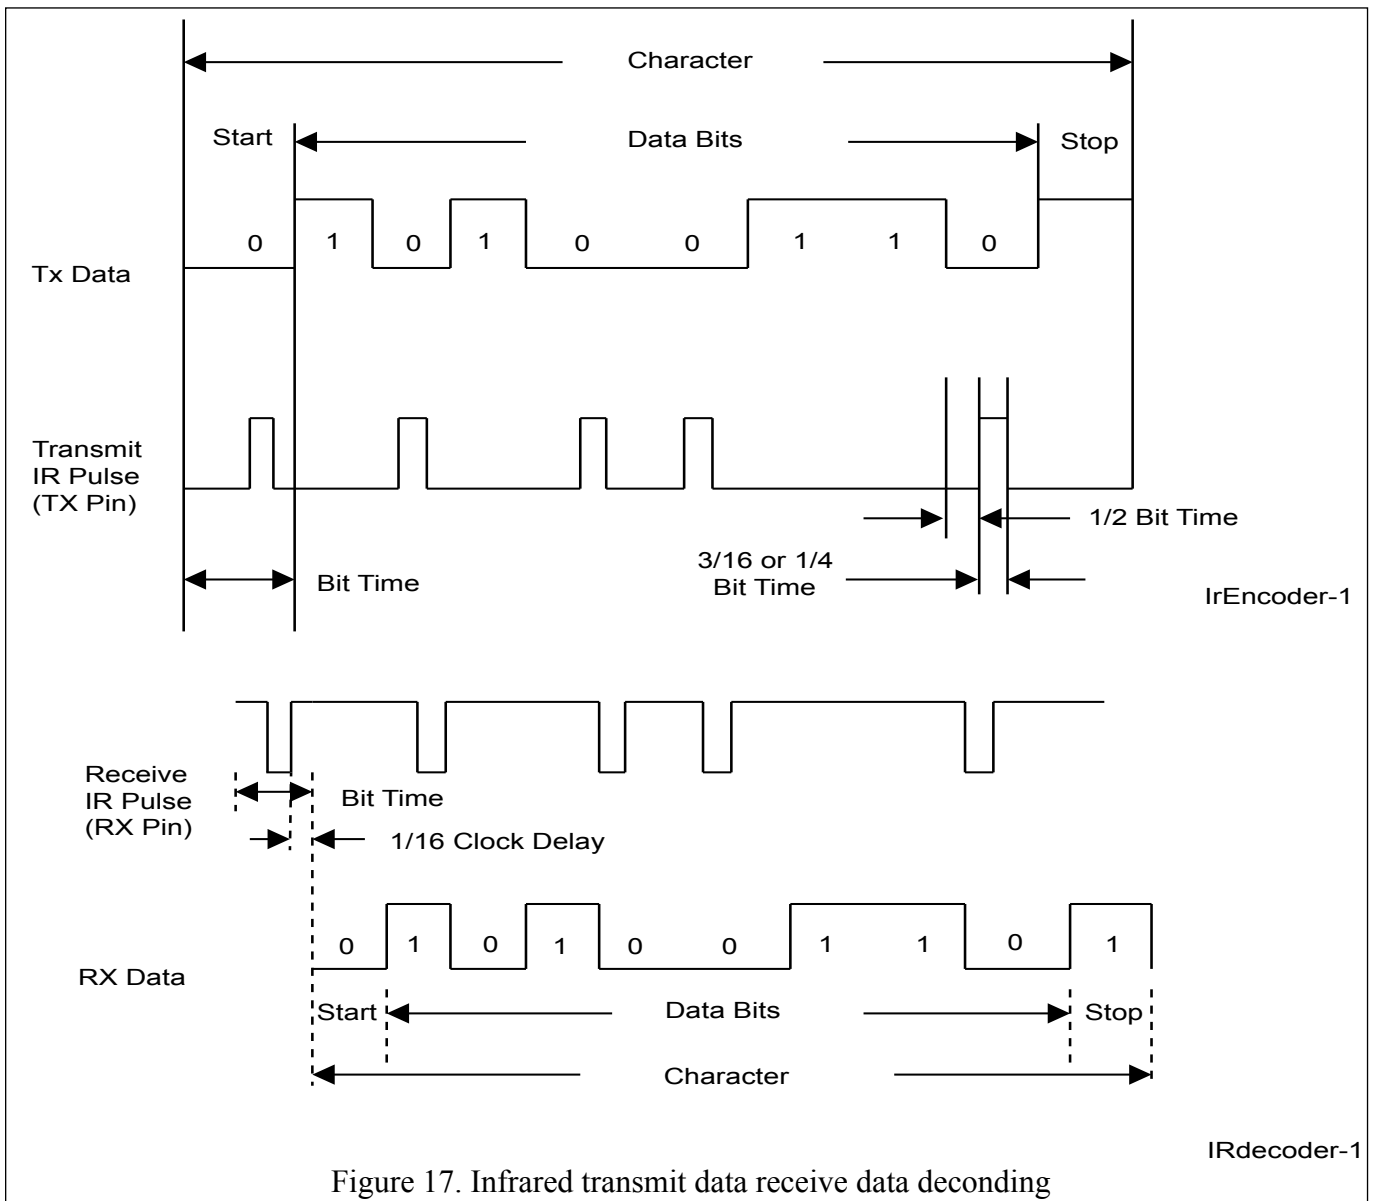 Character
Start Data Bits Stop
0 1 0 1 0 0 1 1 0
Tx Data
Transmit
IR Pulse
(TX Pin)
1/2 Bit Time
3/16 or 1/4
Bit Time
Bit Time
IrEncoder-1
Receive
IR Pulse
(RX Pin)
Bit Time
1/16 Clock Delay
0 1 0 1 0 0 1 1 0 1
RX Data
Start Data Bits Stop
Character
IRdecoder-1
Figure 17. Infrared transmit data receive data deconding